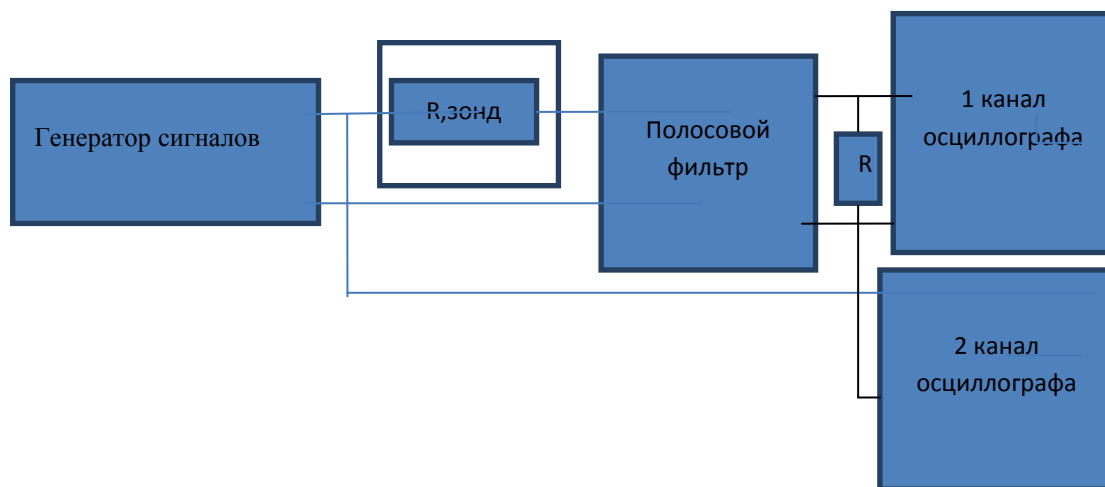 Генератор сигналов
R,зонд
Полосовой
фильтр
R
1 канал
осциллографа
2 канал
осциллографа